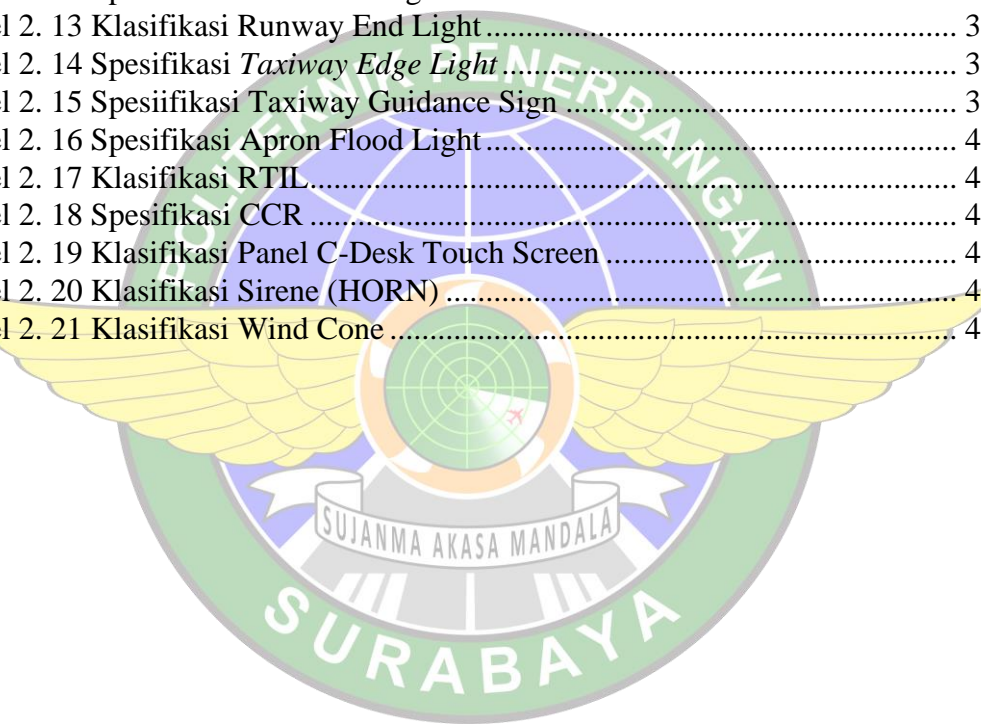 el 2. 13 Klasifikasi Runway End Light ........................................................................ 3
el 2. 14 Spesifikasi Taxiway Edge Light ..................................................................... 3
el 2. 15 Spesiifikasi Taxiway Guidance Sign ............................................................ 3
el 2. 16 Spesifikasi Apron Flood Light ........................................................................ 4
el 2. 17 Klasifikasi RTIL................................................................................................... 4
el 2. 18 Spesifikasi CCR ................................................................................................... 4
el 2. 19 Klasifikasi Panel C-Desk Touch Screen ...................................................... 4
el 2. 20 Klasifikasi Sirene (HORN) .............................................................................. 4
el 2. 21 Klasifikasi Wind Cone ....................................................................................... 4
POLITEKNIK PENERBANGAN
SUJANMA AKASA MANDALA
SURABAYA